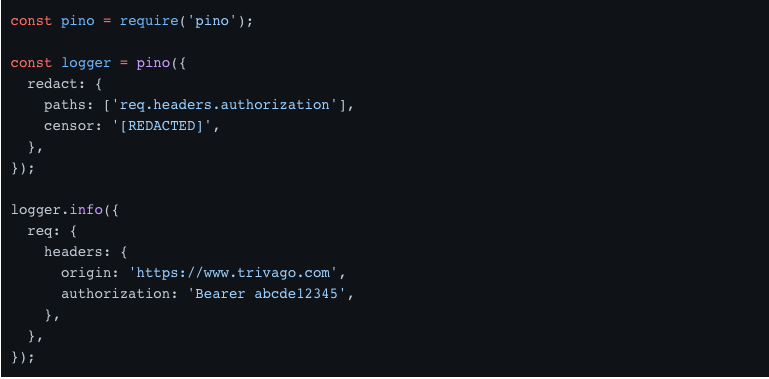 const pino = require('pino');

const logger = pino({
  redact: {
    paths: ['req.headers.authorization'],
    censor: '[REDACTED]',
  },
});

logger.info({
  req: {
    headers: {
      origin: 'https://www.trivago.com',
      authorization: 'Bearer abcde12345',
    },
  },
});